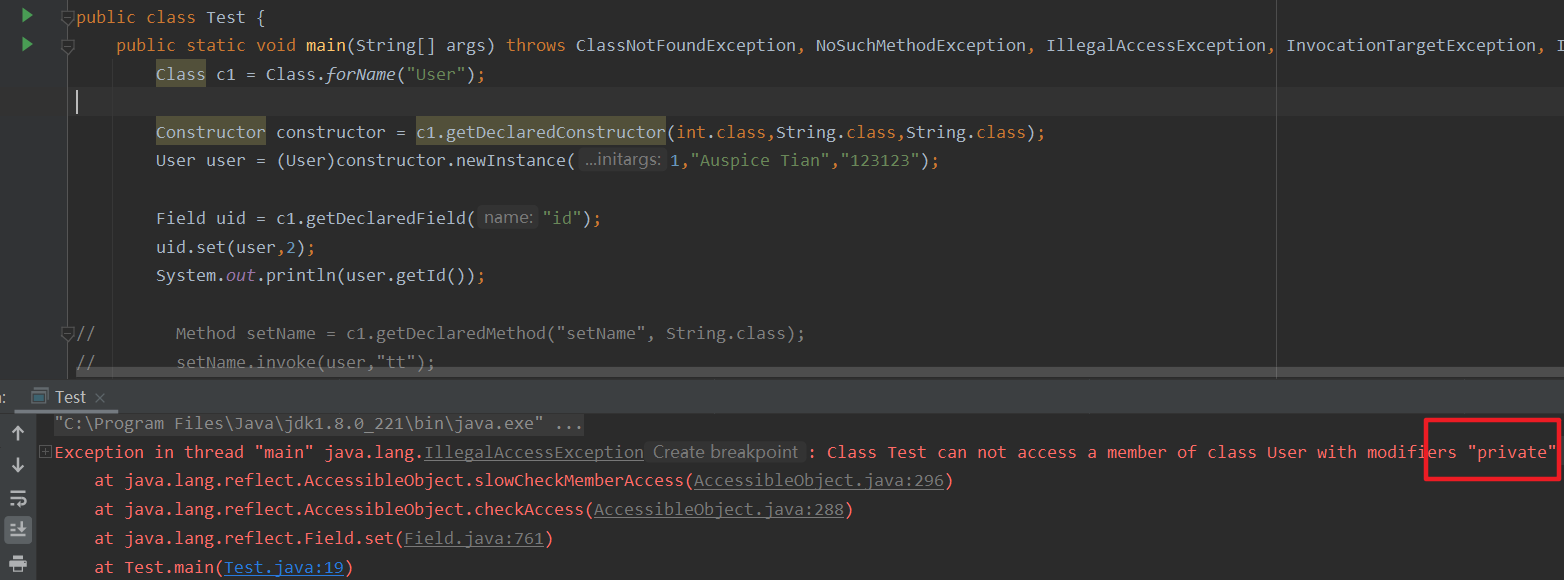 public class Test {
public static void main(String[] args) throws ClassNotFoundException, NoSuchMethodException, IllegalAccessException, InvocationTargetException, I
Class c1 = Class.forName("User");
Constructor constructor = c1.getDeclaredConstructor(int.class,String.class,String.class);
User user = (User)constructor.newInstance( ...initargs: 1,"Auspice Tian","123123");
Field uid = c1.getDeclaredField( name: "id");
uid.set(user,2);
System.out.println(user.getId());
// Method setName = c1.getDeclaredMethod("setName", String.class);
// setName.invoke(user,"tt");
: Test ×
"C:\Program Files\Java\jdk1.8.0_221\bin\java.exe" ...
Exception in thread "main" java.lang.IllegalAccessException Create breakpoint : Class Test can not access a member of class User with modifiers "private"
at java.lang.reflect.AccessibleObject.slowCheckMemberAccess(AccessibleObject.java:296)
at java.lang.reflect.AccessibleObject.checkAccess(AccessibleObject.java:288)
at java.lang.reflect.Field.set(Field.java:761)
at Test.main(Test.java:19)